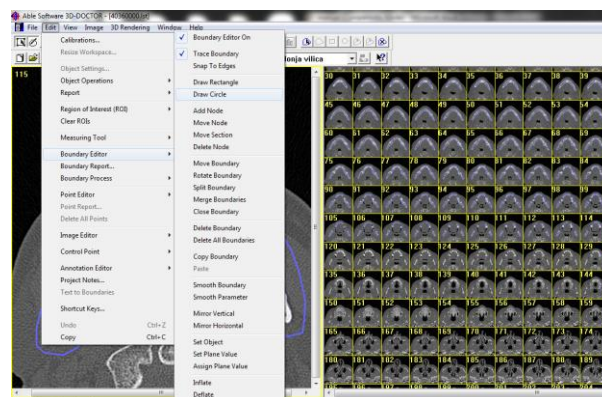 Able Software 3D-DOCTOR - [40360000.lst]
File Edit View Image 3D Rendering Window Help
onja vilica
115
Calibrations...
Resize Workspace...
Object Settings...
Object Operations
Report
Region of Interest (ROI)
Clear ROIs
Measuring Tool
Boundary Editor
Boundary Report...
Boundary Process
Point Editor
Point Report...
Delete All Points
Image Editor
Control Point
Annotation Editor
Project Notes...
Text to Boundaries
Shortcut Keys...
Undo Ctrl+Z
Copy Ctrl+C
Boundary Editor On
Trace Boundary
Snap To Edges
Draw Rectangle
Draw Circle
Add Node
Move Node
Move Section
Delete Node
Move Boundary
Rotate Boundary
Split Boundary
Merge Boundaries
Close Boundary
Delete Boundary
Delete All Boundaries
Copy Boundary
Paste
Smooth Boundary
Smooth Parameter
Mirror Vertical
Mirror Horizontal
Set Object
Set Plane Value
Assign Plane Value
Inflate
Deflate
30 31 32 33 34 35 36 37 38 39
45 46 47 48 49 50 51 52 53 54
60 61 62 63 64 65 66 67 68 69
75 76 77 78 79 80 81 82 83 84
90 91 92 93 94 95 96 97 98 99
105 106 107 108 109 110 111 112 113 114
120 121 122 123 124 125 126 127 128 129
135 136 137 138 139 140 141 142 143 144
150 151 152 153 154 155 156 157 158 159
165 166 167 168 169 170 171 172 173 174
180 181 182 183 184 185 186 187 188 189